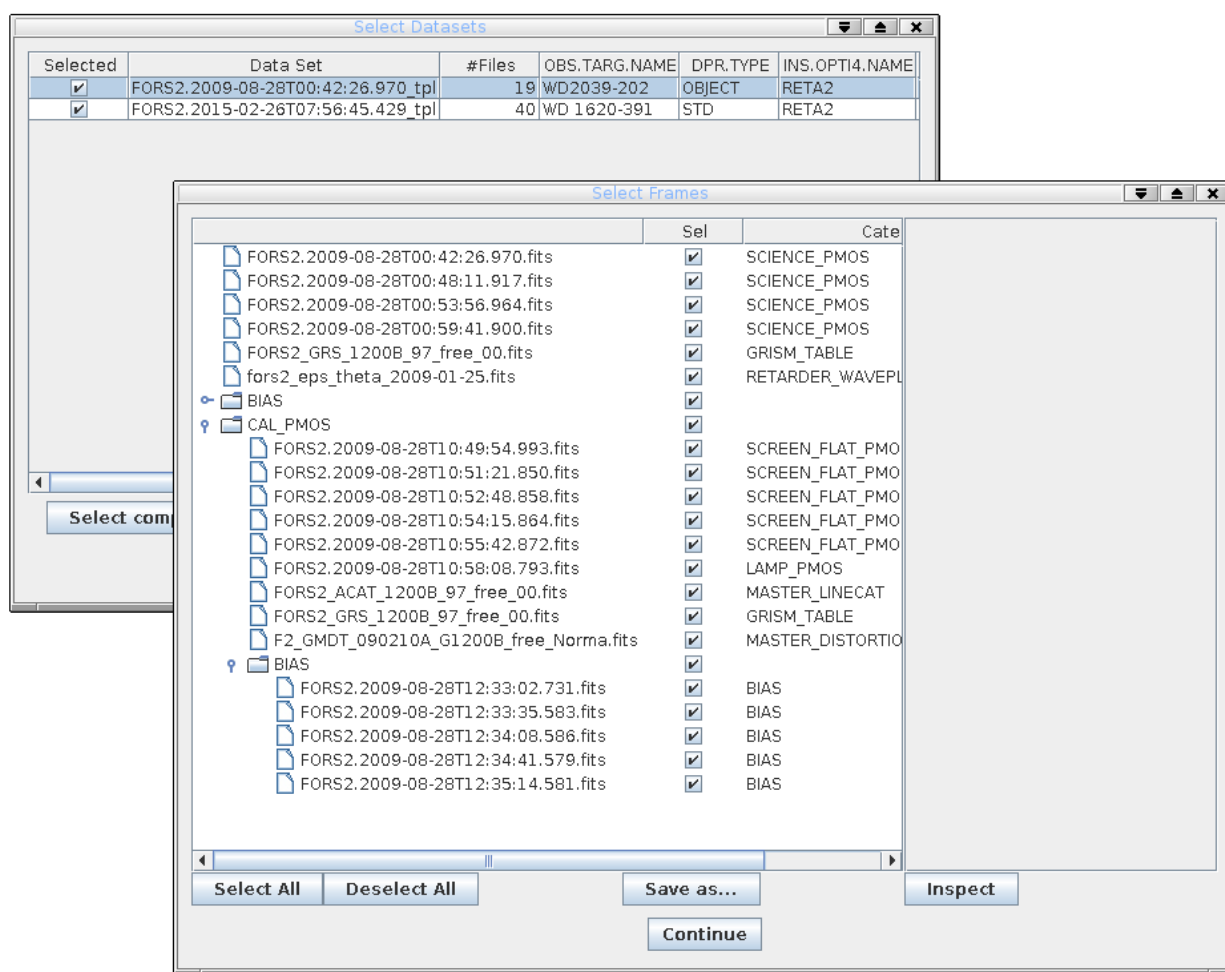 Select Datasets
Selected Data Set #Files OBS.TARG.NAME DPR.TYPE INS.OPTI4.NAME
FORS2.2009-08-28T00:42:26.970_tpl 19 WD2039-202 OBJECT RETA2
FORS2.2015-02-26T07:56:45.429_tpl 40 WD 1620-391 STD RETA2
Select comp
Select Frames
Sel Cate
FORS2.2009-08-28T00:42:26.970.fits SCIENCE_PMOS
FORS2.2009-08-28T00:48:11.917.fits SCIENCE_PMOS
FORS2.2009-08-28T00:53:56.964.fits SCIENCE_PMOS
FORS2.2009-08-28T00:59:41.900.fits SCIENCE_PMOS
FORS2_GRS_1200B_97_free_00.fits GRISM_TABLE
fors2_eps_theta_2009-01-25.fits RETARDER_WAVEPL
BIAS
CAL_PMOS
FORS2.2009-08-28T10:49:54.993.fits SCREEN_FLAT_PMO
FORS2.2009-08-28T10:51:21.850.fits SCREEN_FLAT_PMO
FORS2.2009-08-28T10:52:48.858.fits SCREEN_FLAT_PMO
FORS2.2009-08-28T10:54:15.864.fits SCREEN_FLAT_PMO
FORS2.2009-08-28T10:55:42.872.fits SCREEN_FLAT_PMO
FORS2.2009-08-28T10:58:08.793.fits LAMP_PMOS
FORS2_ACAT_1200B_97_free_00.fits MASTER_LINECAT
FORS2_GRS_1200B_97_free_00.fits GRISM_TABLE
F2_GMDT_090210A_G1200B_free_Norma.fits MASTER_DISTORTIO
BIAS
FORS2.2009-08-28T12:33:02.731.fits BIAS
FORS2.2009-08-28T12:33:35.583.fits BIAS
FORS2.2009-08-28T12:34:08.586.fits BIAS
FORS2.2009-08-28T12:34:41.579.fits BIAS
FORS2.2009-08-28T12:35:14.581.fits BIAS
Select All Deselect All Save as... Inspect
Continue